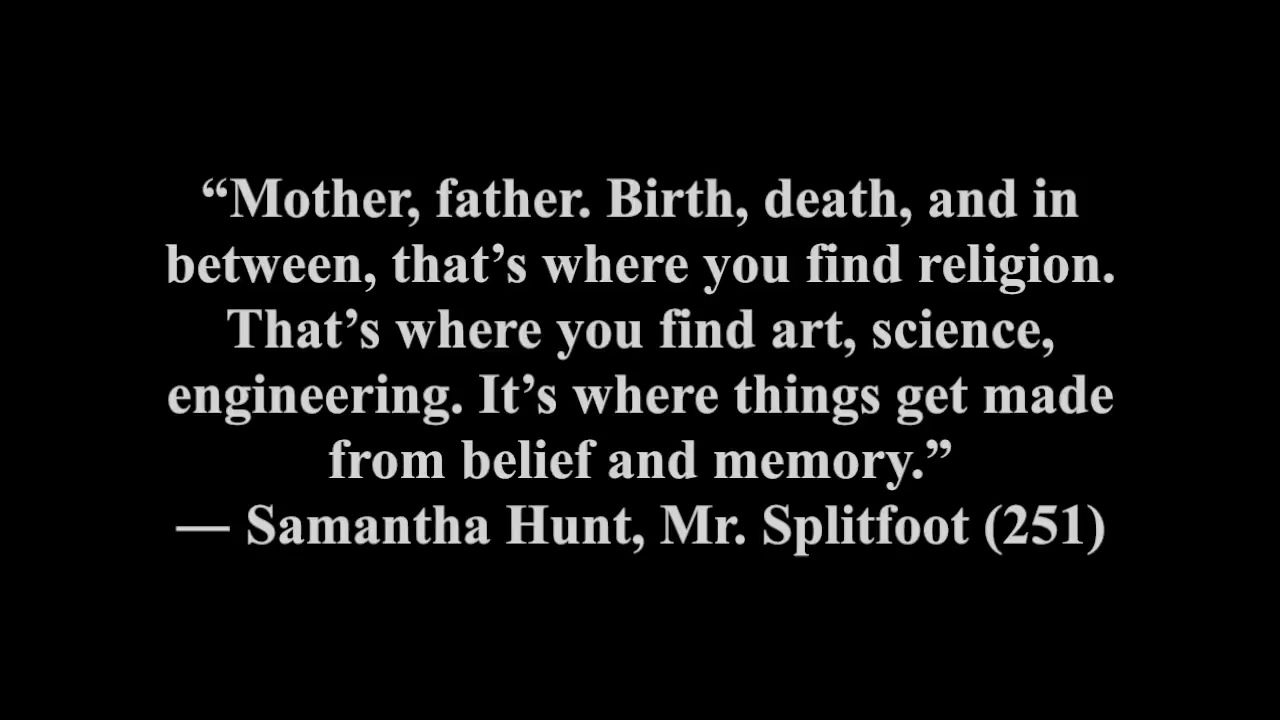 “Mother, father. Birth, death, and in
between, that’s where you find religion.
That’s where you find art, science,
engineering. It’s where things get made
from belief and memory.”
— Samantha Hunt, Mr. Splitfoot (251)